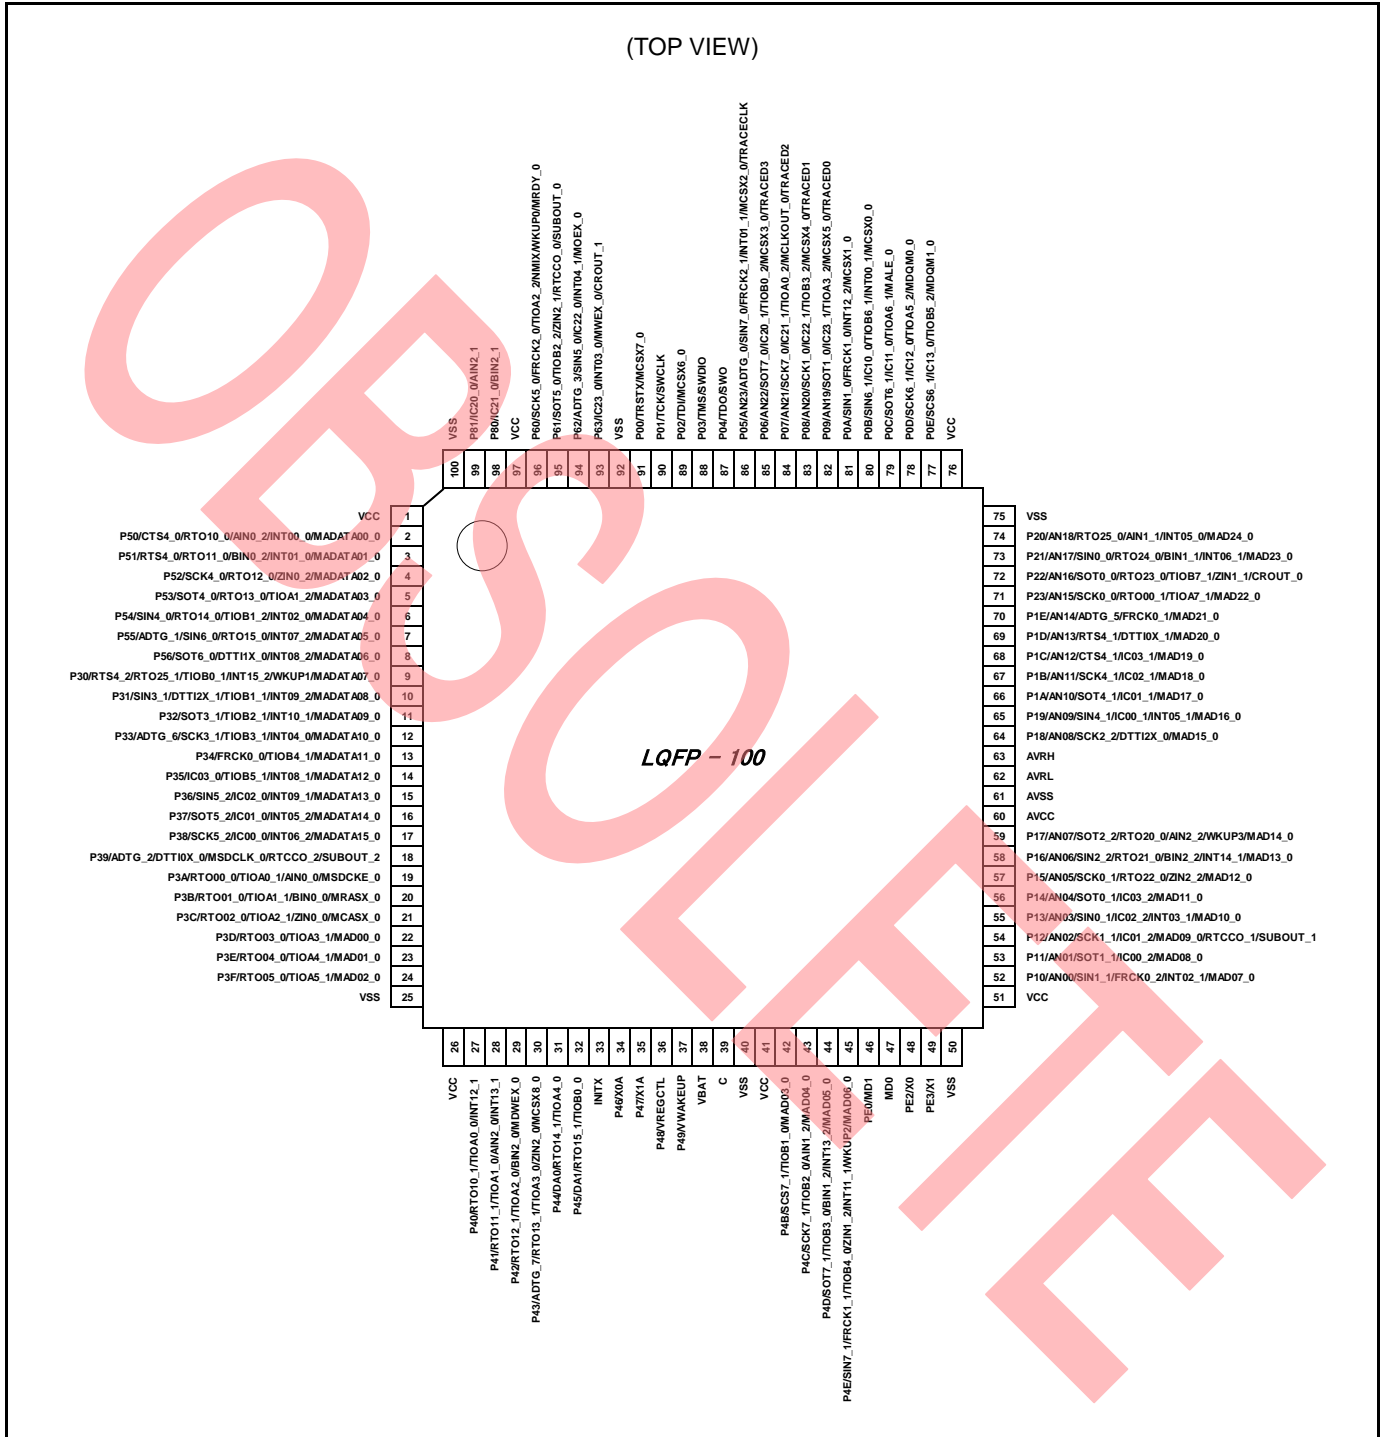 (TOP VIEW)
VSS
P81/IC20_0/AIN2_1
P80/IC21_0/BIN2_1
VCC
P60/SCK5_0/FRCK2_0/TIOA2_2/NMIX/WKUP0/MRDY_0
P61/SOT5_0/TIOB2_2/ZIN2_1/RTCCO_0/SUBOUT_0
P62/ADTG_3/SIN5_0/IC22_0/INT04_1/MOEX_0
P63/IC23_0/INT03_0/MWEX_0/CROUT_1
VSS
P00/TRSTX/MCSX7_0
P01/TCK/SWCLK
P02/TDI/MCSX6_0
P03/TMS/SWDIO
P04/TDO/SWO
P05/AN23/ADTG_0/SIN7_0/FRCK2_1/INT01_1/MCSX2_0/TRACECLK
P06/AN22/SOT7_0/IC20_1/TIOB0_2/MCSX3_0/TRACED3
P07/AN21/SCK7_0/IC21_1/TIOA0_2/MCLKOUT_0/TRACED2
P08/AN20/SCK1_0/IC22_1/TIOB3_2/MCSX4_0/TRACED1
P09/AN19/SOT1_0/IC23_1/TIOA3_2/MCSX5_0/TRACED0
P0A/SIN1_0/FRCK1_0/INT12_2/MCSX1_0
P0B/SIN6_1/IC10_0/TIOB6_1/INT00_1/MCSX0_0
P0C/SOT6_1/IC11_0/TIOA6_1/MALE_0
P0D/SCK6_1/IC12_0/TIOA5_2/MDQM0_0
P0E/SCS6_1/IC13_0/TIOB5_2/MDQM1_0
VCC
100 99 98 97 96 95 94 93 92 91 90 89 88 87 86 85 84 83 82 81 80 79 78 77 76
VCC 1
P50/CTS4_0/RTO10_0/AIN0_2/INT00_0/MADATA00_0 2
P51/RTS4_0/RTO11_0/BIN0_2/INT01_0/MADATA01_0 3
P52/SCK4_0/RTO12_0/ZIN0_2/MADATA02_0 4
P53/SOT4_0/RTO13_0/TIOA1_2/MADATA03_0 5
P54/SIN4_0/RTO14_0/TIOB1_2/INT02_0/MADATA04_0 6
P55/ADTG_1/SIN6_0/RTO15_0/INT07_2/MADATA05_0 7
P56/SOT6_0/DTTI1X_0/INT08_2/MADATA06_0 8
P30/RTS4_2/RTO25_1/TIOB0_1/INT15_2/WKUP1/MADATA07_0 9
P31/SIN3_1/DTTI2X_1/TIOB1_1/INT09_2/MADATA08_0 10
P32/SOT3_1/TIOB2_1/INT10_1/MADATA09_0 11
P33/ADTG_6/SCK3_1/TIOB3_1/INT04_0/MADATA10_0 12
P34/FRCK0_0/TIOB4_1/MADATA11_0 13
P35/IC03_0/TIOB5_1/INT08_1/MADATA12_0 14
P36/SIN5_2/IC02_0/INT09_1/MADATA13_0 15
P37/SOT5_2/IC01_0/INT05_2/MADATA14_0 16
P38/SCK5_2/IC00_0/INT06_2/MADATA15_0 17
P39/ADTG_2/DTTI0X_0/MSDCLK_0/RTCCO_2/SUBOUT_2 18
P3A/RTO00_0/TIOA0_1/AIN0_0/MSDCKE_0 19
P3B/RTO01_0/TIOA1_1/BIN0_0/MRASX_0 20
P3C/RTO02_0/TIOA2_1/ZIN0_0/MCASX_0 21
P3D/RTO03_0/TIOA3_1/MAD00_0 22
P3E/RTO04_0/TIOA4_1/MAD01_0 23
P3F/RTO05_0/TIOA5_1/MAD02_0 24
VSS 25
LQFP - 100
75 VSS
74 P20/AN18/RTO25_0/AIN1_1/INT05_0/MAD24_0
73 P21/AN17/SIN0_0/RTO24_0/BIN1_1/INT06_1/MAD23_0
72 P22/AN16/SOT0_0/RTO23_0/TIOB7_1/ZIN1_1/CROUT_0
71 P23/AN15/SCK0_0/RTO00_1/TIOA7_1/MAD22_0
70 P1E/AN14/ADTG_5/FRCK0_1/MAD21_0
69 P1D/AN13/RTS4_1/DTTI0X_1/MAD20_0
68 P1C/AN12/CTS4_1/IC03_1/MAD19_0
67 P1B/AN11/SCK4_1/IC02_1/MAD18_0
66 P1A/AN10/SOT4_1/IC01_1/MAD17_0
65 P19/AN09/SIN4_1/IC00_1/INT05_1/MAD16_0
64 P18/AN08/SCK2_2/DTTI2X_0/MAD15_0
63 AVRH
62 AVRL
61 AVSS
60 AVCC
59 P17/AN07/SOT2_2/RTO20_0/AIN2_2/WKUP3/MAD14_0
58 P16/AN06/SIN2_2/RTO21_0/BIN2_2/INT14_1/MAD13_0
57 P15/AN05/SCK0_1/RTO22_0/ZIN2_2/MAD12_0
56 P14/AN04/SOT0_1/IC03_2/MAD11_0
55 P13/AN03/SIN0_1/IC02_2/INT03_1/MAD10_0
54 P12/AN02/SCK1_1/IC01_2/MAD09_0/RTCCO_1/SUBOUT_1
53 P11/AN01/SOT1_1/IC00_2/MAD08_0
52 P10/AN00/SIN1_1/FRCK0_2/INT02_1/MAD07_0
51 VCC
26 27 28 29 30 31 32 33 34 35 36 37 38 39 40 41 42 43 44 45 46 47 48 49 50
VCC
P40/RTO10_1/TIOA0_0/INT12_1
P41/RTO11_1/TIOA1_0/AIN2_0/INT13_1
P42/RTO12_1/TIOA2_0/BIN2_0/MDWEX_0
P43/ADTG_7/RTO13_1/TIOA3_0/ZIN2_0/MCSX8_0
P44/DA0/RTO14_1/TIOA4_0
P45/DA1/RTO15_1/TIOB0_0
INITX
P46/X0A
P47/X1A
P48/VREGCTL
P49/VWAKEUP
VBAT
C
VSS
VCC
P4B/SCS7_1/TIOB1_0/MAD03_0
P4C/SCK7_1/TIOB2_0/AIN1_2/MAD04_0
P4D/SOT7_1/TIOB3_0/BIN1_2/INT13_2/MAD05_0
P4E/SIN7_1/FRCK1_1/TIOB4_0/ZIN1_2/INT11_1/WKUP2/MAD06_0
PE0/MD1
MD0
PE2/X0
PE3/X1
VSS
OBSOLETE